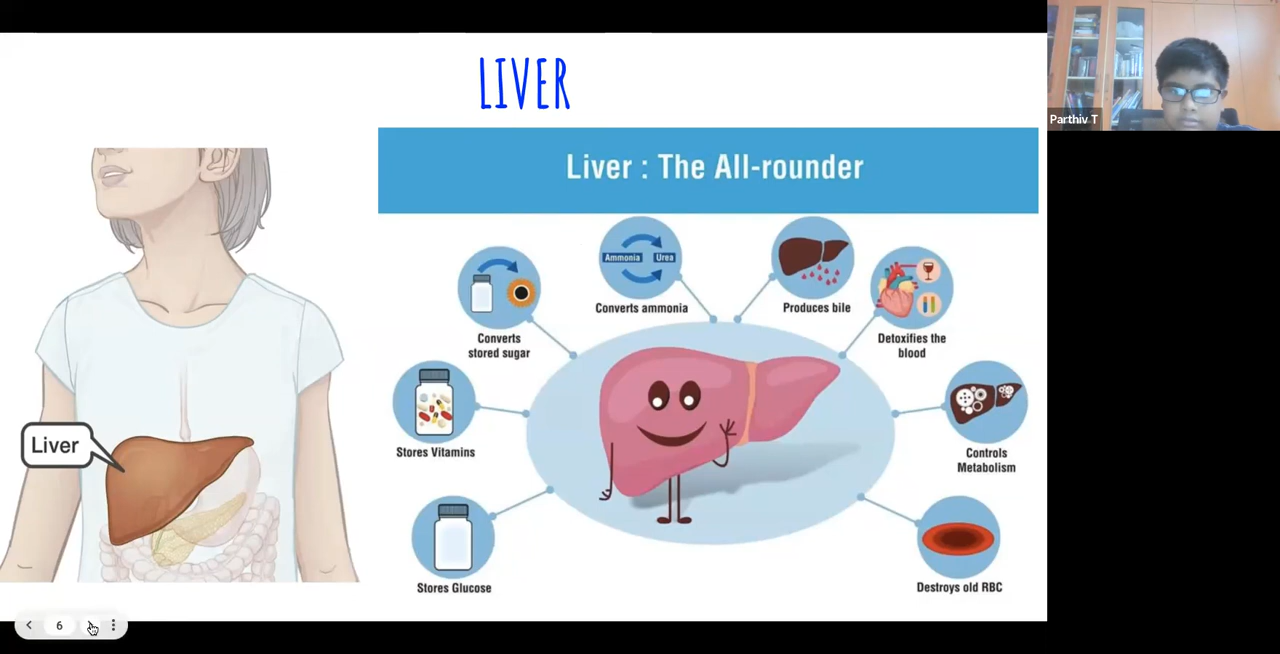 LIVER
Liver : The All-rounder
Parthiv T
Ammonia
Urea
Converts ammonia
Produces bile
Converts
stored sugar
Detoxifies the
blood
Stores Vitamins
Controls
Metabolism
Liver
Stores Glucose
Destroys old RBC
6